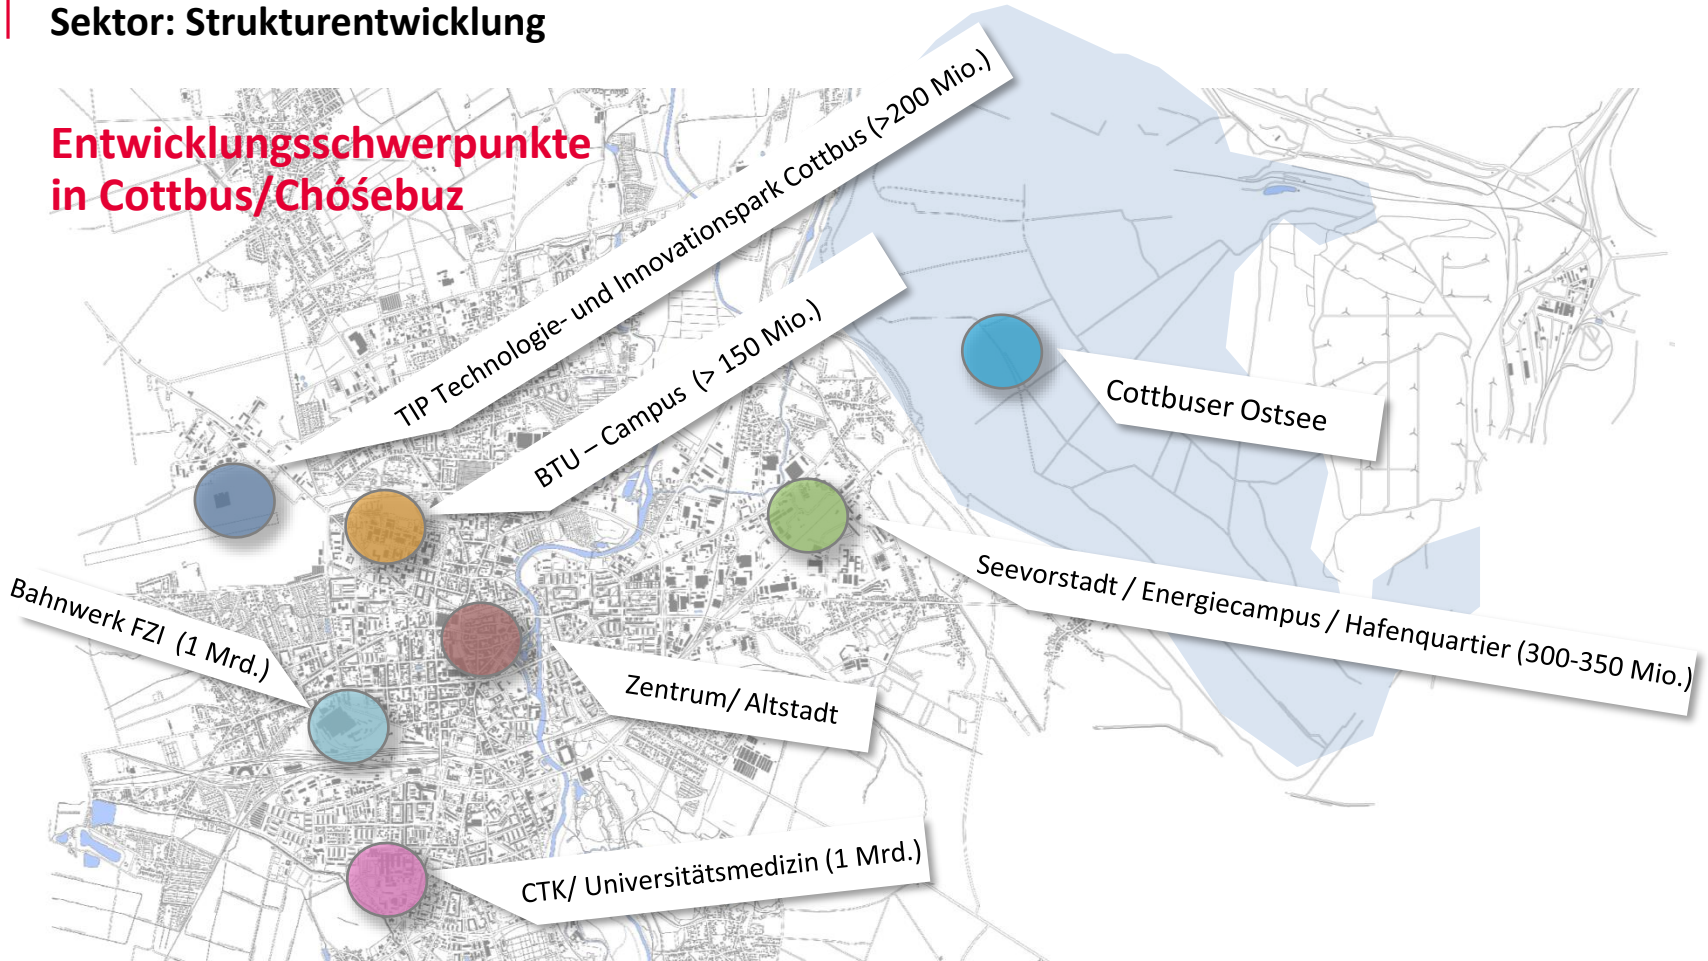 Sektor: Strukturentwicklung
Entwicklungsschwerpunkte
in Cottbus/Chóśebuz
TIP Technologie- und Innovationspark Cottbus (>200 Mio.)
BTU – Campus (> 150 Mio.)
Cottbuser Ostsee
Seevorstadt / Energiecampus / Hafenquartier (300-350 Mio.)
Bahnwerk FZI (1 Mrd.)
Zentrum/ Altstadt
CTK/ Universitätsmedizin (1 Mrd.)